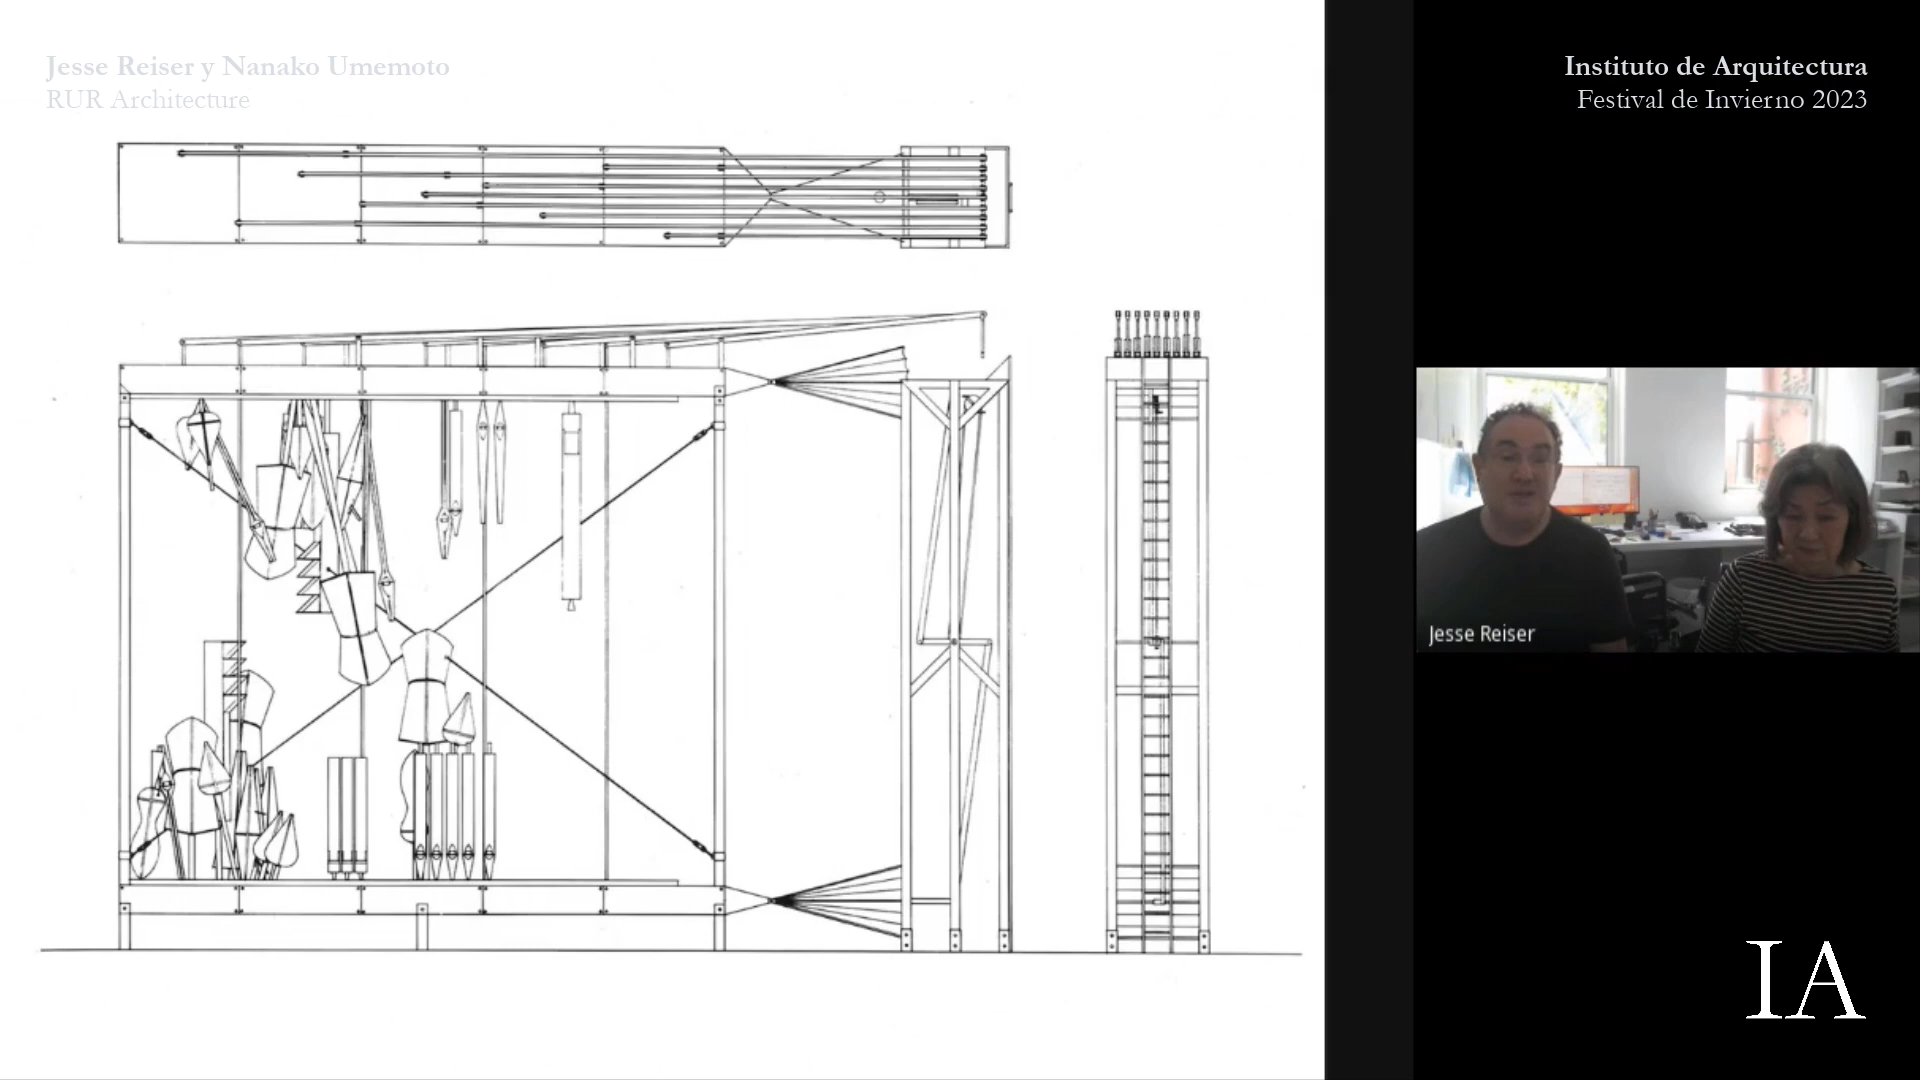 Jesse Reiser y Nanako Umemoto
RUR Architecture
Instituto de Arquitectura
Festival de Invierno 2023
Jesse Reiser
IA